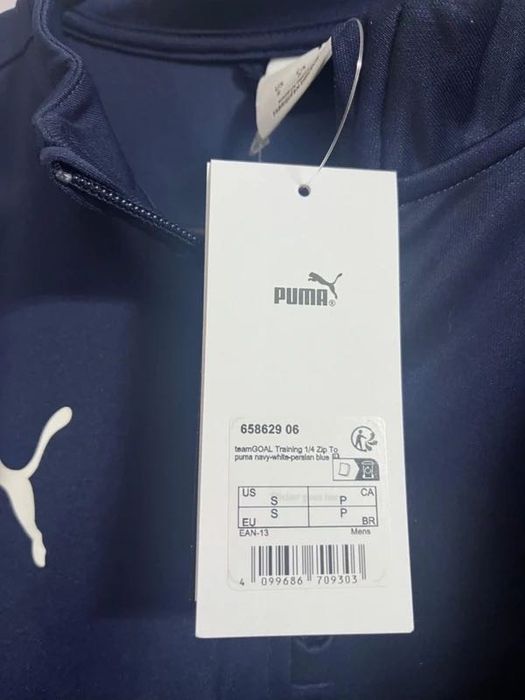 PUMA®
658629 06
teamGOAL Training 1/4 Zip To
puma navy-white-persian blue
US S P CA
EU S P BR
EAN-13 Mens
4 099686 709303